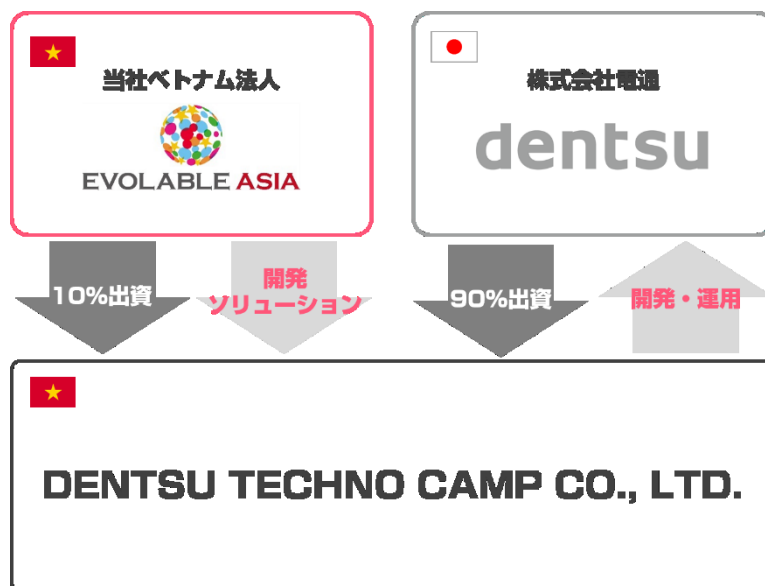 当社ベトナム法人
EVOLABLE ASIA
株式会社電通
dentsu
10%出資
開発
ソリューション
90%出資
開発・運用
DENTSU TECHNO CAMP CO., LTD.